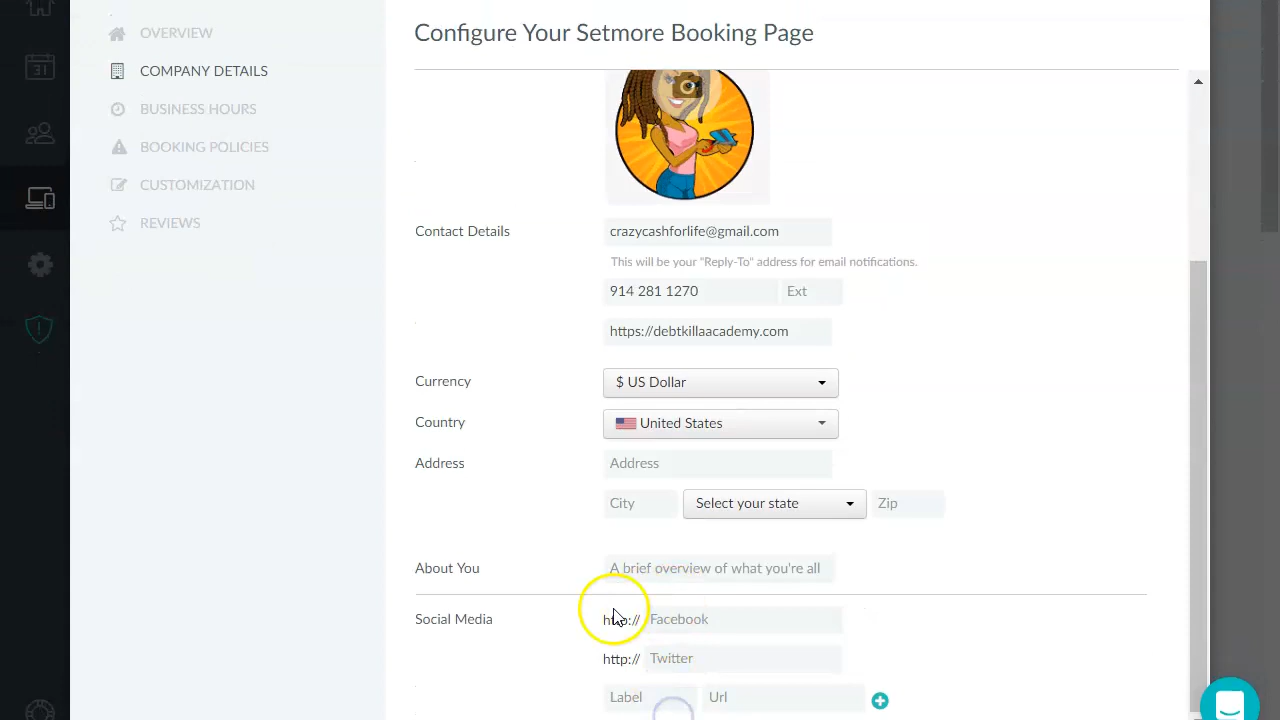 Configure Your Setmore Booking Page
OVERVIEW
COMPANY DETAILS
BUSINESS HOURS
BOOKING POLICIES
CUSTOMIZATION
REVIEWS
31
Contact Details
crazycashforlife@gmail.com
This will be your "Reply-To" address for email notifications.
914 281 1270 Ext
https://debtkillaacademy.com
Currency $ US Dollar
Country United States
Address Address
City Select your state Zip
About You A brief overview of what you're all
Social Media http:// Facebook
http:// Twitter
Label Url